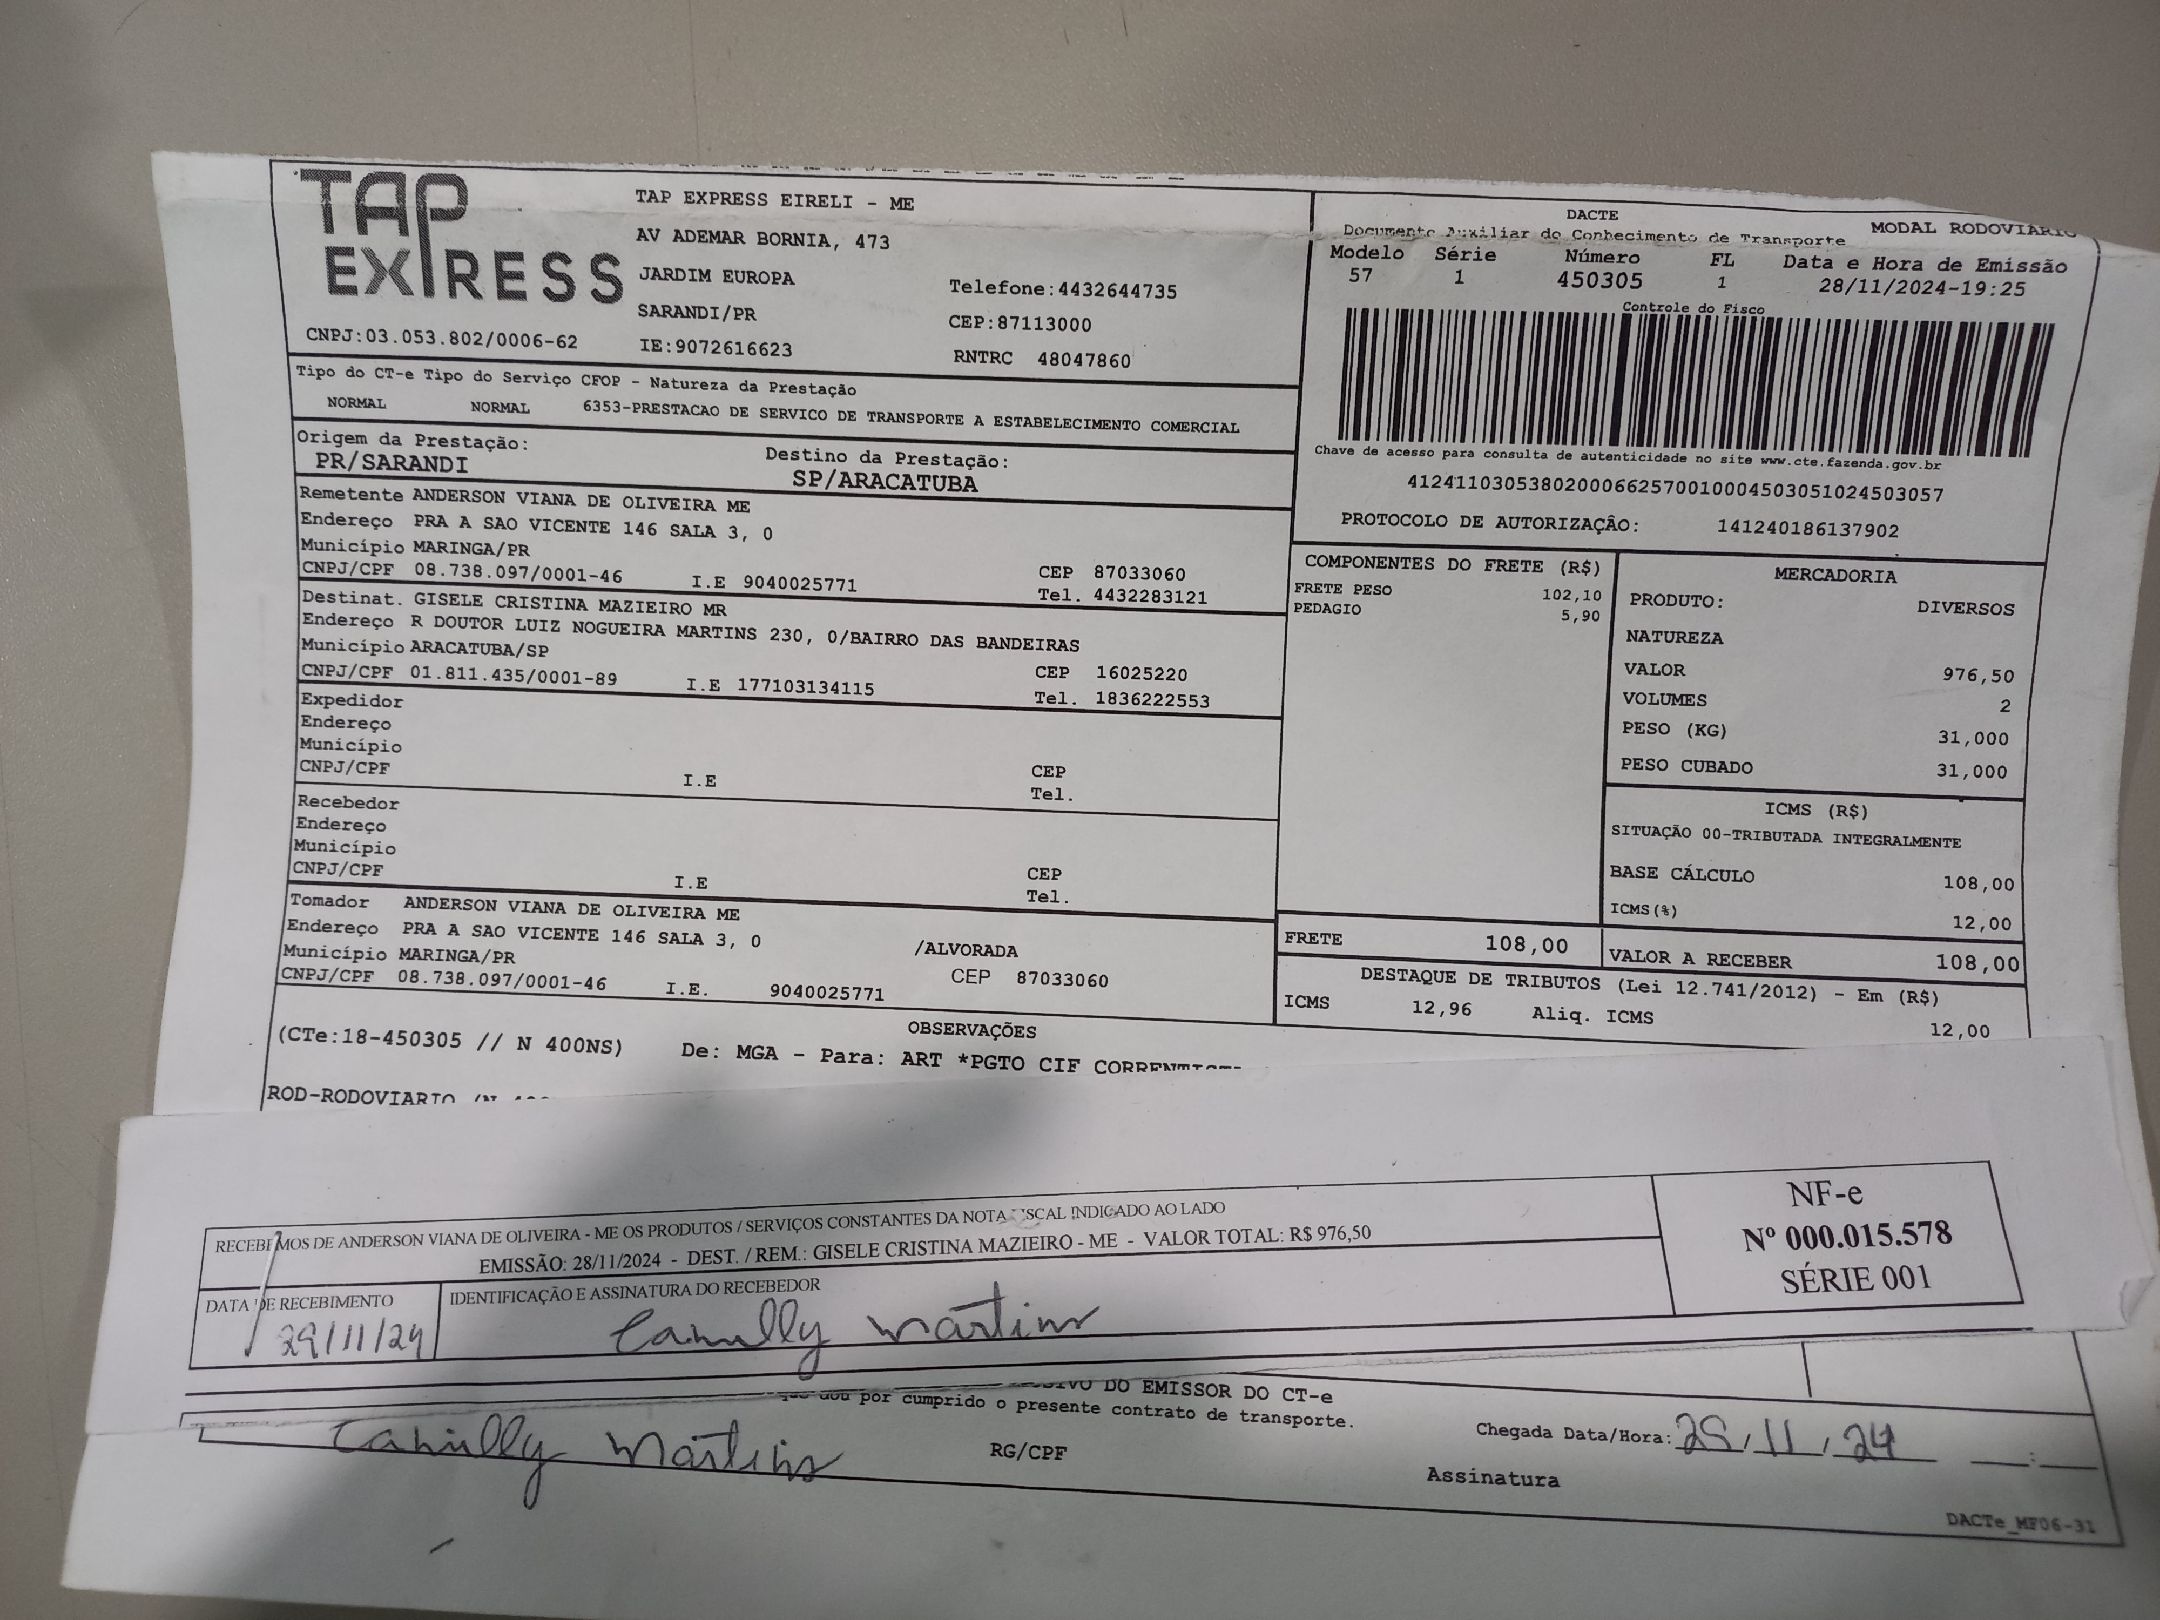 TAP EXPRESS
TAP EXPRESS EIRELI - ME
AV ADEMAR BORNIA, 473
JARDIM EUROPA
Telefone:4432644735
SARANDI/PR
CEP:87113000
CNPJ:03.053.802/0006-62
IE:9072616623
RNTRC 48047860
DACTE
MODAL RODOVIARIO
Documento Auxiliar do Conhecimento de Transporte
Modelo Série Número FL Data e Hora de Emissão
57 1 450305 1 28/11/2024-19:25
Controle do Fisco
Chave de acesso para consulta de autenticidade no site www.cte.fazenda.gov.br
41241103053802000662570010004503051024503057
PROTOCOLO DE AUTORIZAÇÃO: 141240186137902
Tipo do CT-e Tipo do Serviço CFOP - Natureza da Prestação
NORMAL NORMAL 6353-PRESTACAO DE SERVICO DE TRANSPORTE A ESTABELECIMENTO COMERCIAL
Origem da Prestação: Destino da Prestação:
PR/SARANDI SP/ARACATUBA
Remetente ANDERSON VIANA DE OLIVEIRA ME
Endereço PRA A SAO VICENTE 146 SALA 3, 0
Município MARINGA/PR CEP 87033060
CNPJ/CPF 08.738.097/0001-46 I.E 9040025771 Tel. 4432283121
Destinat. GISELE CRISTINA MAZIEIRO MR
Endereço R DOUTOR LUIZ NOGUEIRA MARTINS 230, 0/BAIRRO DAS BANDEIRAS
Município ARACATUBA/SP CEP 16025220
CNPJ/CPF 01.811.435/0001-89 I.E 177103134115 Tel. 1836222553
Expedidor
Endereço
Município CEP
CNPJ/CPF I.E Tel.
Recebedor
Endereço
Município CEP
CNPJ/CPF I.E Tel.
Tomador ANDERSON VIANA DE OLIVEIRA ME
Endereço PRA A SAO VICENTE 146 SALA 3, 0 /ALVORADA
Município MARINGA/PR CEP 87033060
CNPJ/CPF 08.738.097/0001-46 I.E. 9040025771
COMPONENTES DO FRETE (R$)
FRETE PESO 102,10
PEDAGIO 5,90
MERCADORIA
PRODUTO: DIVERSOS
NATUREZA
VALOR 976,50
VOLUMES 2
PESO (KG) 31,000
PESO CUBADO 31,000
ICMS (R$)
SITUAÇÃO 00-TRIBUTADA INTEGRALMENTE
BASE CÁLCULO 108,00
ICMS(%) 12,00
FRETE 108,00 VALOR A RECEBER 108,00
DESTAQUE DE TRIBUTOS (Lei 12.741/2012) - Em (R$)
ICMS 12,96 Aliq. ICMS 12,00
OBSERVAÇÕES
(CTe:18-450305 // N 400NS) De: MGA - Para: ART *PGTO CIF
ROD-RODOVIARIO
RECEBEMOS DE ANDERSON VIANA DE OLIVEIRA - ME OS PRODUTOS / SERVIÇOS CONSTANTES DA NOTA FISCAL INDICADO AO LADO
EMISSÃO: 28/11/2024 - DEST. / REM.: GISELE CRISTINA MAZIEIRO - ME - VALOR TOTAL: R$ 976,50
DATA DE RECEBIMENTO IDENTIFICAÇÃO E ASSINATURA DO RECEBEDOR
29/11/24 Camilly Martins
NF-e
Nº 000.015.578
SÉRIE 001
DO EMISSOR DO CT-e
dou por cumprido o presente contrato de transporte.
Camilly Martins
RG/CPF
Chegada Data/Hora: 29/11/24
Assinatura
DACTe_MF06-31